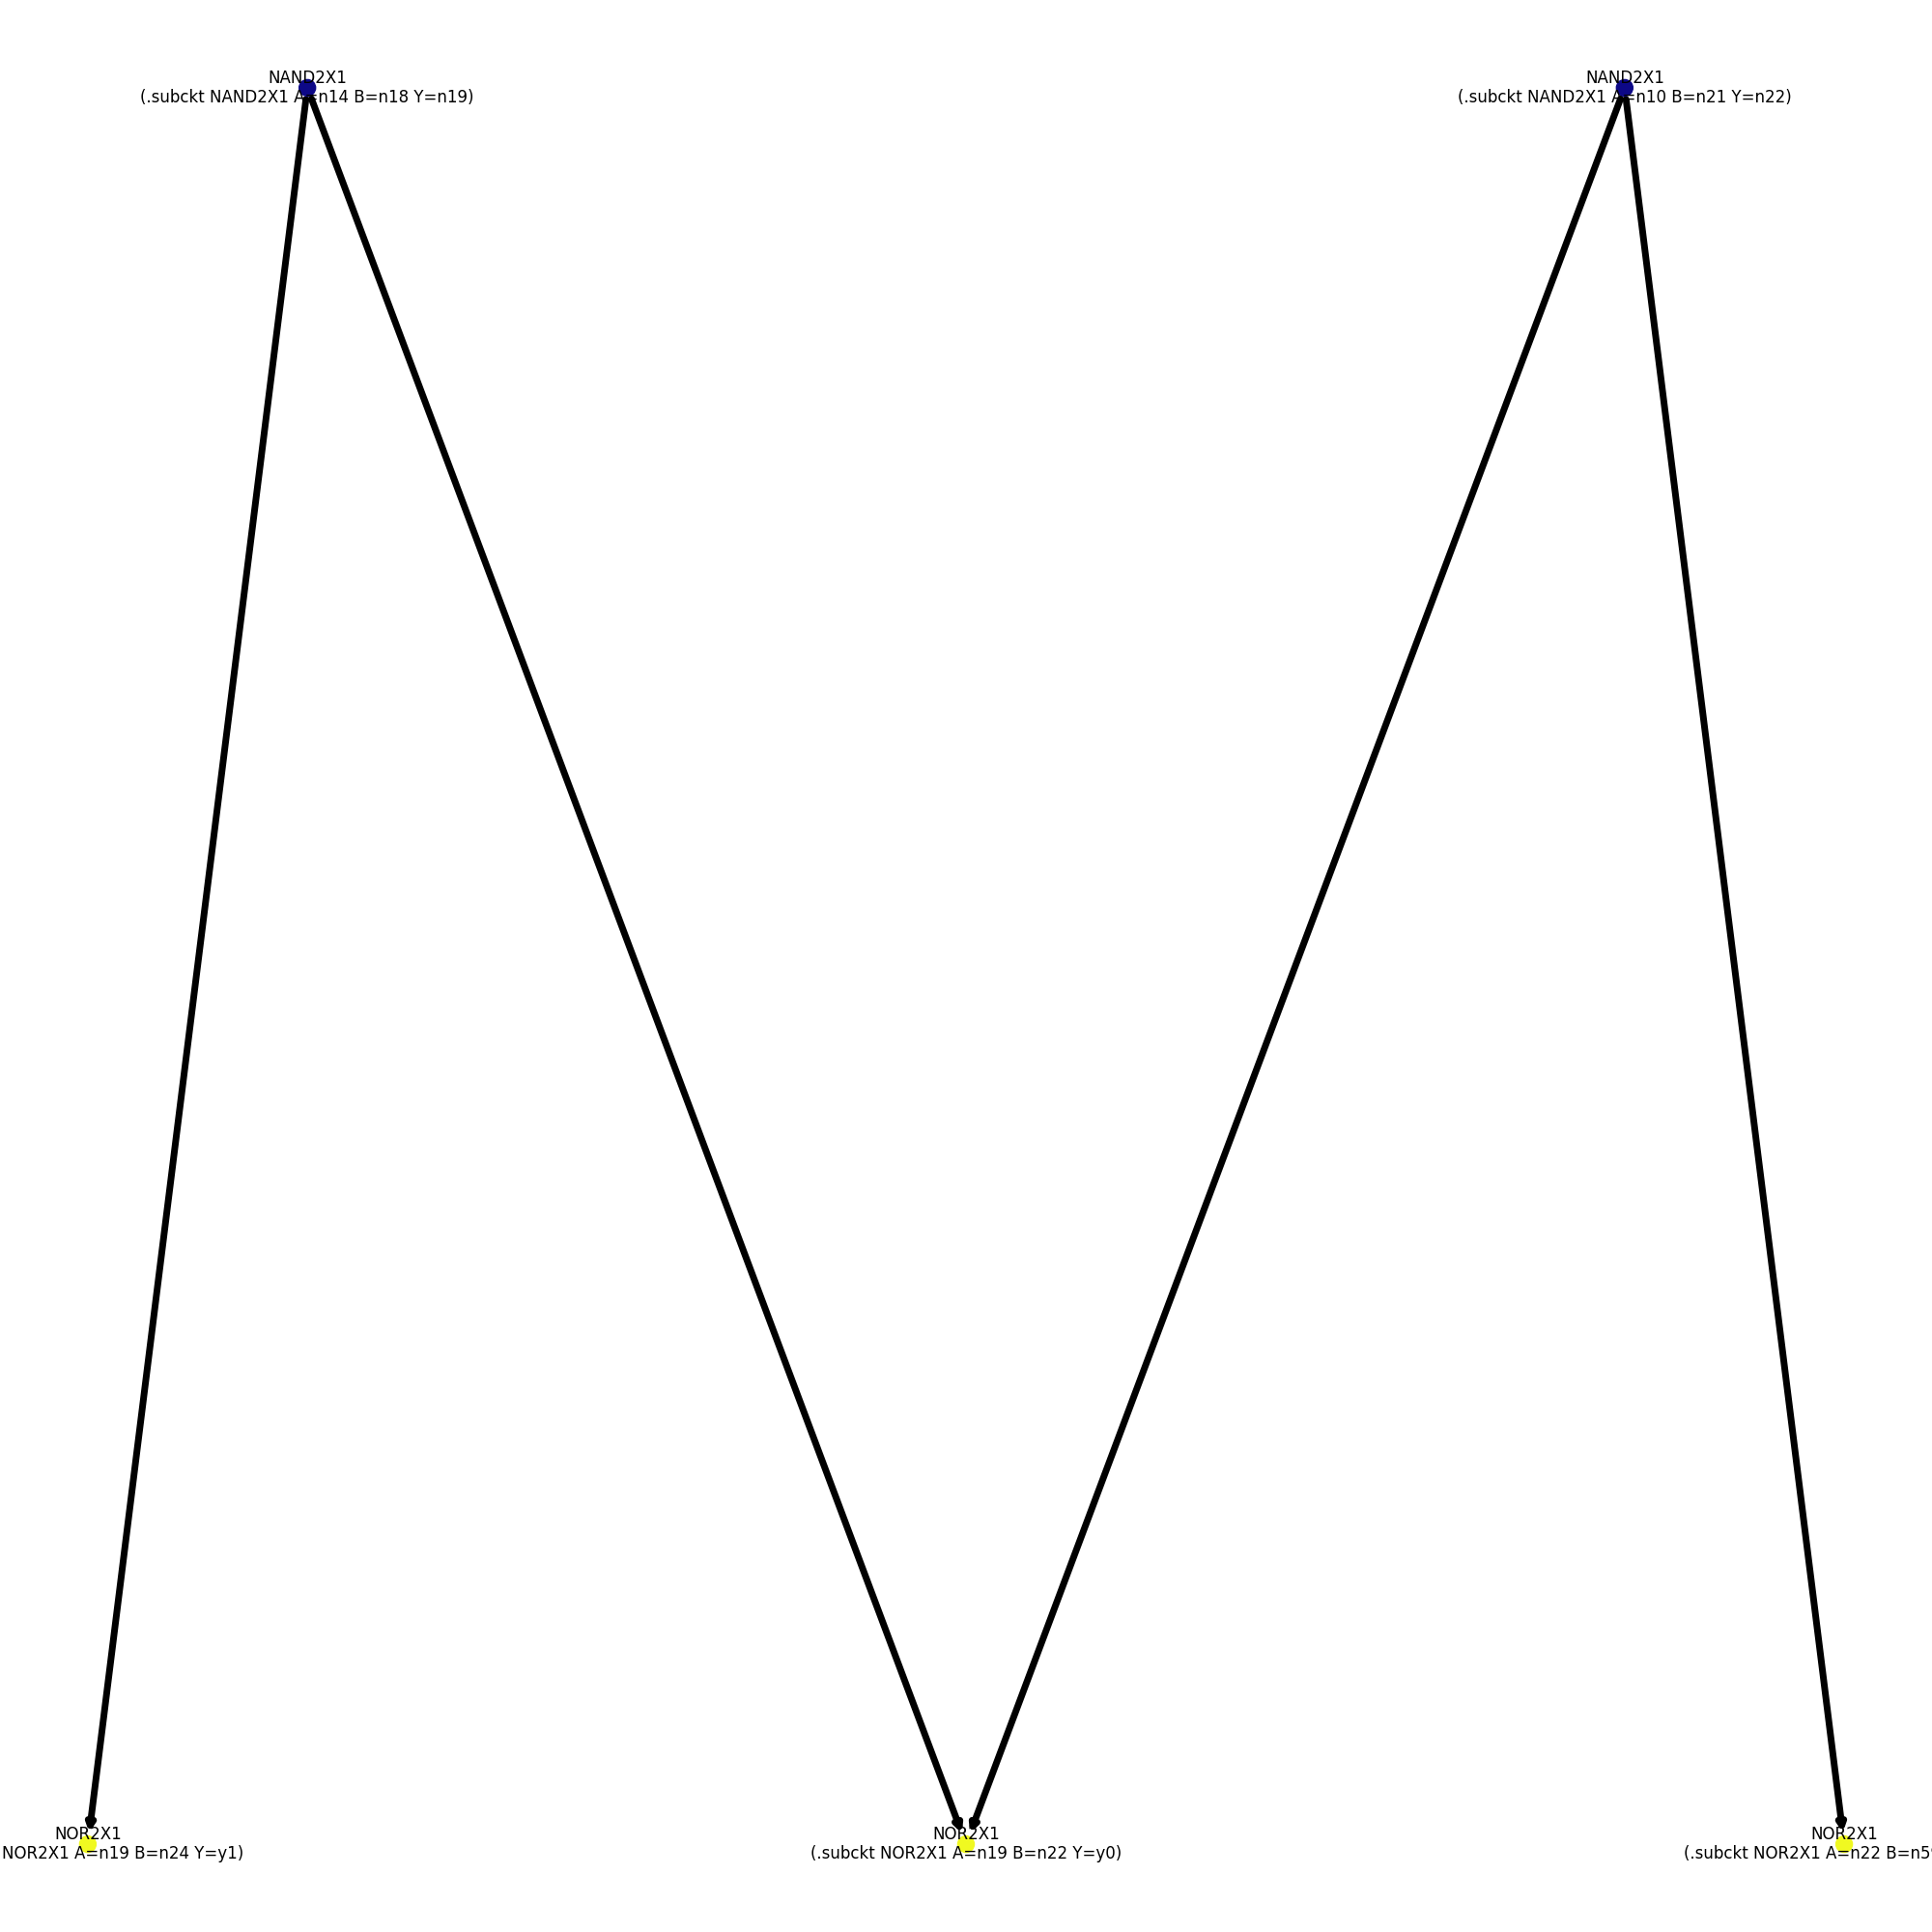 NAND2X1
(.subckt NAND2X1 A=n14 B=n18 Y=n19)
NAND2X1
(.subckt NAND2X1 A=n10 B=n21 Y=n22)
NOR2X1
NOR2X1 A=n19 B=n24 Y=y1)
NOR2X1
(.subckt NOR2X1 A=n19 B=n22 Y=y0)
NOR2X1
(.subckt NOR2X1 A=n22